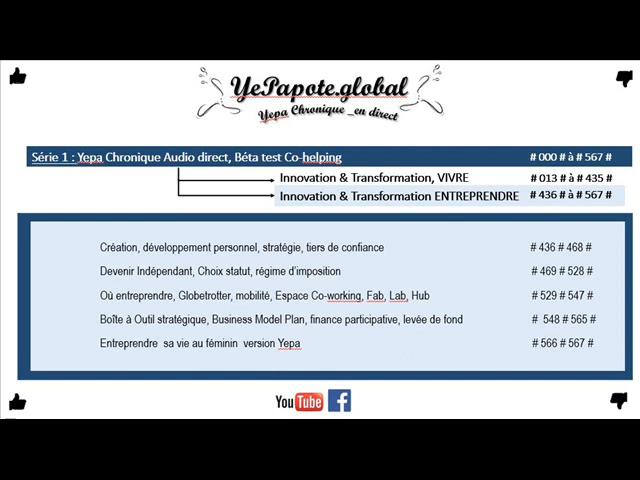 YePapote.global
Yepa Chronique _en direct
Série 1 : Yepa Chronique Audio direct, Béta test Co-helping # 000 # à # 567 #
Innovation & Transformation, VIVRE # 013 # à # 435 #
Innovation & Transformation ENTREPRENDRE # 436 # à # 567 #
Création, développement personnel, stratégie, tiers de confiance # 436 # 468 #
Devenir Indépendant, Choix statut, régime d'imposition # 469 # 528 #
Où entreprendre, Globetrotter, mobilité, Espace Co-working, Fab, Lab, Hub # 529 # 547 #
Boîte à Outil stratégique, Business Model Plan, finance participative, levée de fond # 548 # 565 #
Entreprendre sa vie au féminin version Yepa # 566 # 567 #
YouTube f